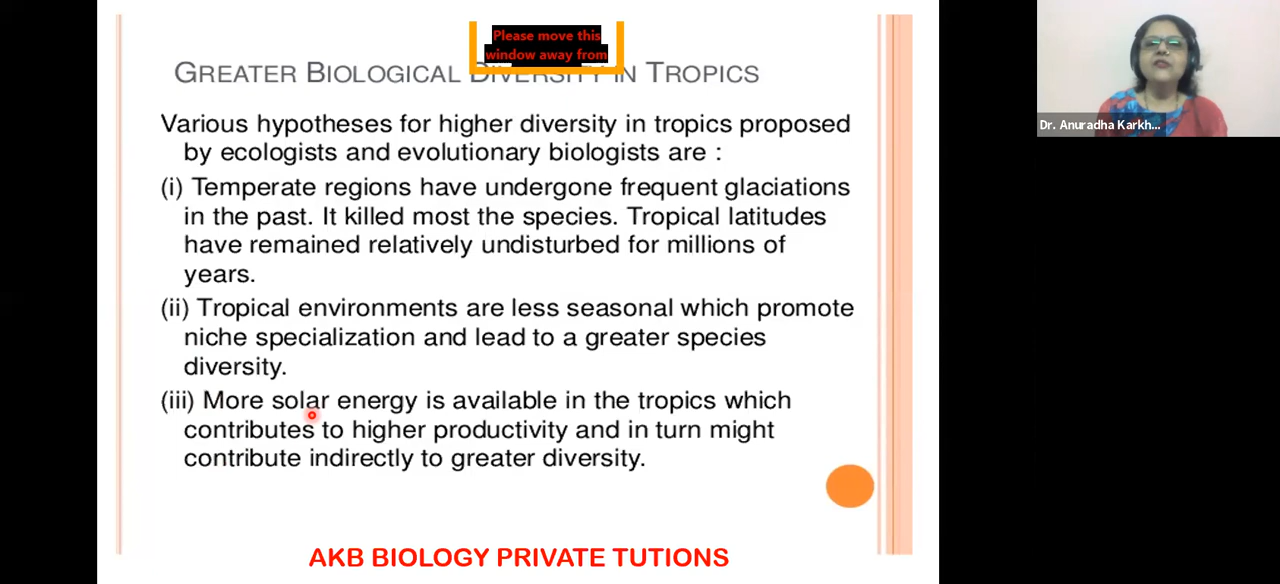 Please move this
window away from
GREATER BIOLOGICAL DIVERSITY IN TROPICS
Dr. Anuradha Karkh...
Various hypotheses for higher diversity in tropics proposed
by ecologists and evolutionary biologists are :
(i) Temperate regions have undergone frequent glaciations
in the past. It killed most the species. Tropical latitudes
have remained relatively undisturbed for millions of
years.
(ii) Tropical environments are less seasonal which promote
niche specialization and lead to a greater species
diversity.
(iii) More solar energy is available in the tropics which
contributes to higher productivity and in turn might
contribute indirectly to greater diversity.
AKB BIOLOGY PRIVATE TUTIONS